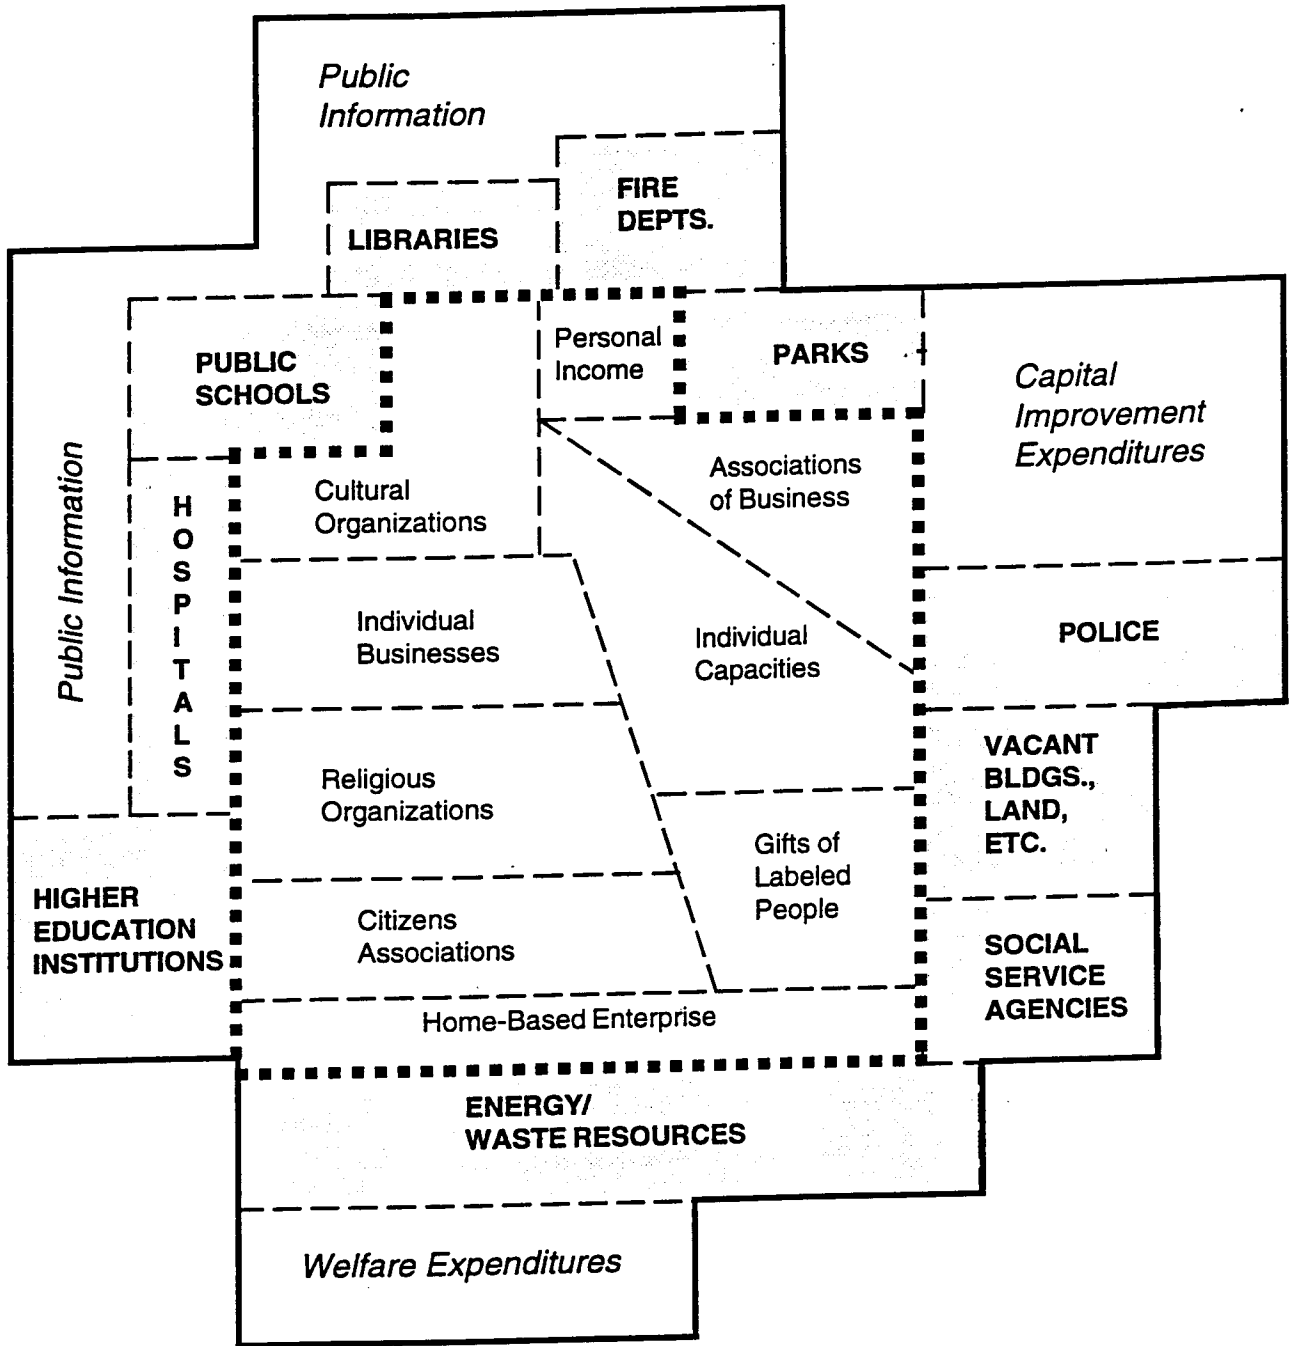 Public
Information
FIRE
DEPTS.
LIBRARIES
Personal
Income
PARKS
PUBLIC
SCHOOLS
Capital
Improvement
Expenditures
Public Information
HOSPITALS
Cultural
Organizations
Associations
of Business
Individual
Businesses
Individual
Capacities
POLICE
Religious
Organizations
VACANT
BLDGS.,
LAND,
ETC.
Gifts of
Labeled
People
HIGHER
EDUCATION
INSTITUTIONS
Citizens
Associations
SOCIAL
SERVICE
AGENCIES
Home-Based Enterprise
ENERGY/
WASTE RESOURCES
Welfare Expenditures